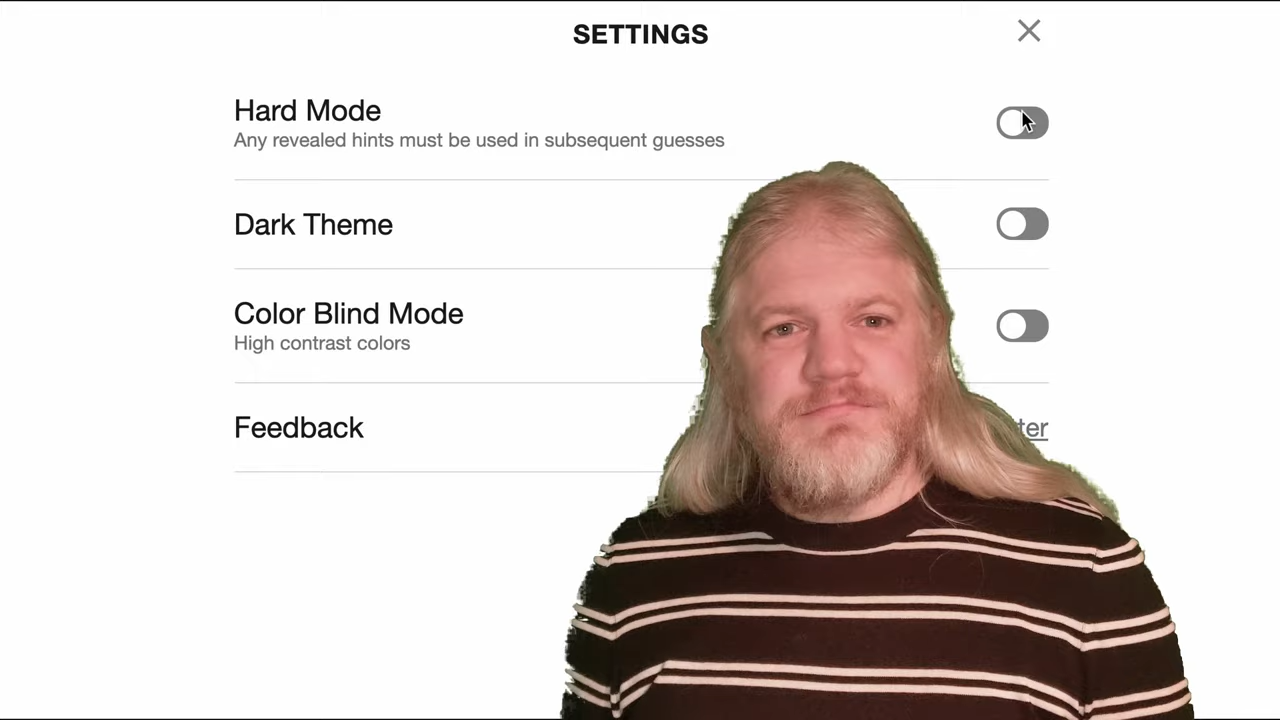 SETTINGS
Hard Mode
Any revealed hints must be used in subsequent guesses
Dark Theme
Color Blind Mode
High contrast colors
Feedback